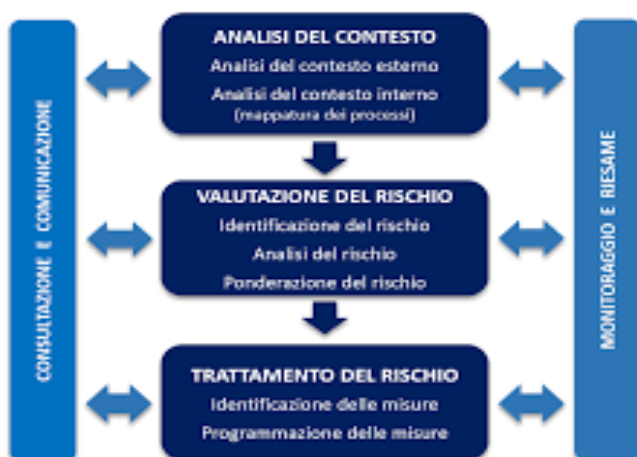 CONSULTAZIONE E COMUNICAZIONE
ANALISI DEL CONTESTO
Analisi del contesto esterno
Analisi del contesto interno
(mappatura dei processi)
VALUTAZIONE DEL RISCHIO
Identificazione del rischio
Analisi del rischio
Ponderazione del rischio
TRATTAMENTO DEL RISCHIO
Identificazione delle misure
Programmazione delle misure
MONITORAGGIO E RIESAME